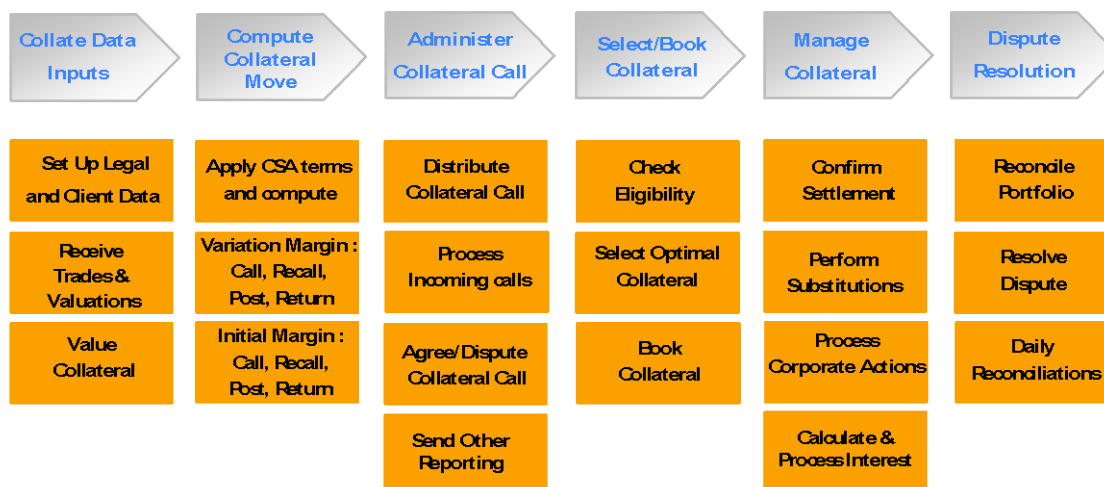 Collate Data
Inputs
Compute
Collateral
Move
Administer
Collateral Call
Select/Book
Collateral
Manage
Collateral
Dispute
Resolution
Set Up Legal
and Client Data
Receive
Trades &
Valuations
Value
Collateral
Apply CSA terms
and compute
Variation Margin :
Call, Recall,
Post, Return
Initial Margin :
Call, Recall,
Post, Return
Distribute
Collateral Call
Process
Incoming calls
Agree/Dispute
Collateral Call
Send Other
Reporting
Check
Eligibility
Select Optimal
Collateral
Book
Collateral
Confirm
Settlement
Perform
Substitutions
Process
Corporate Actions
Calculate &
Process Interest
Reconcile
Portfolio
Resolve
Dispute
Daily
Reconciliations